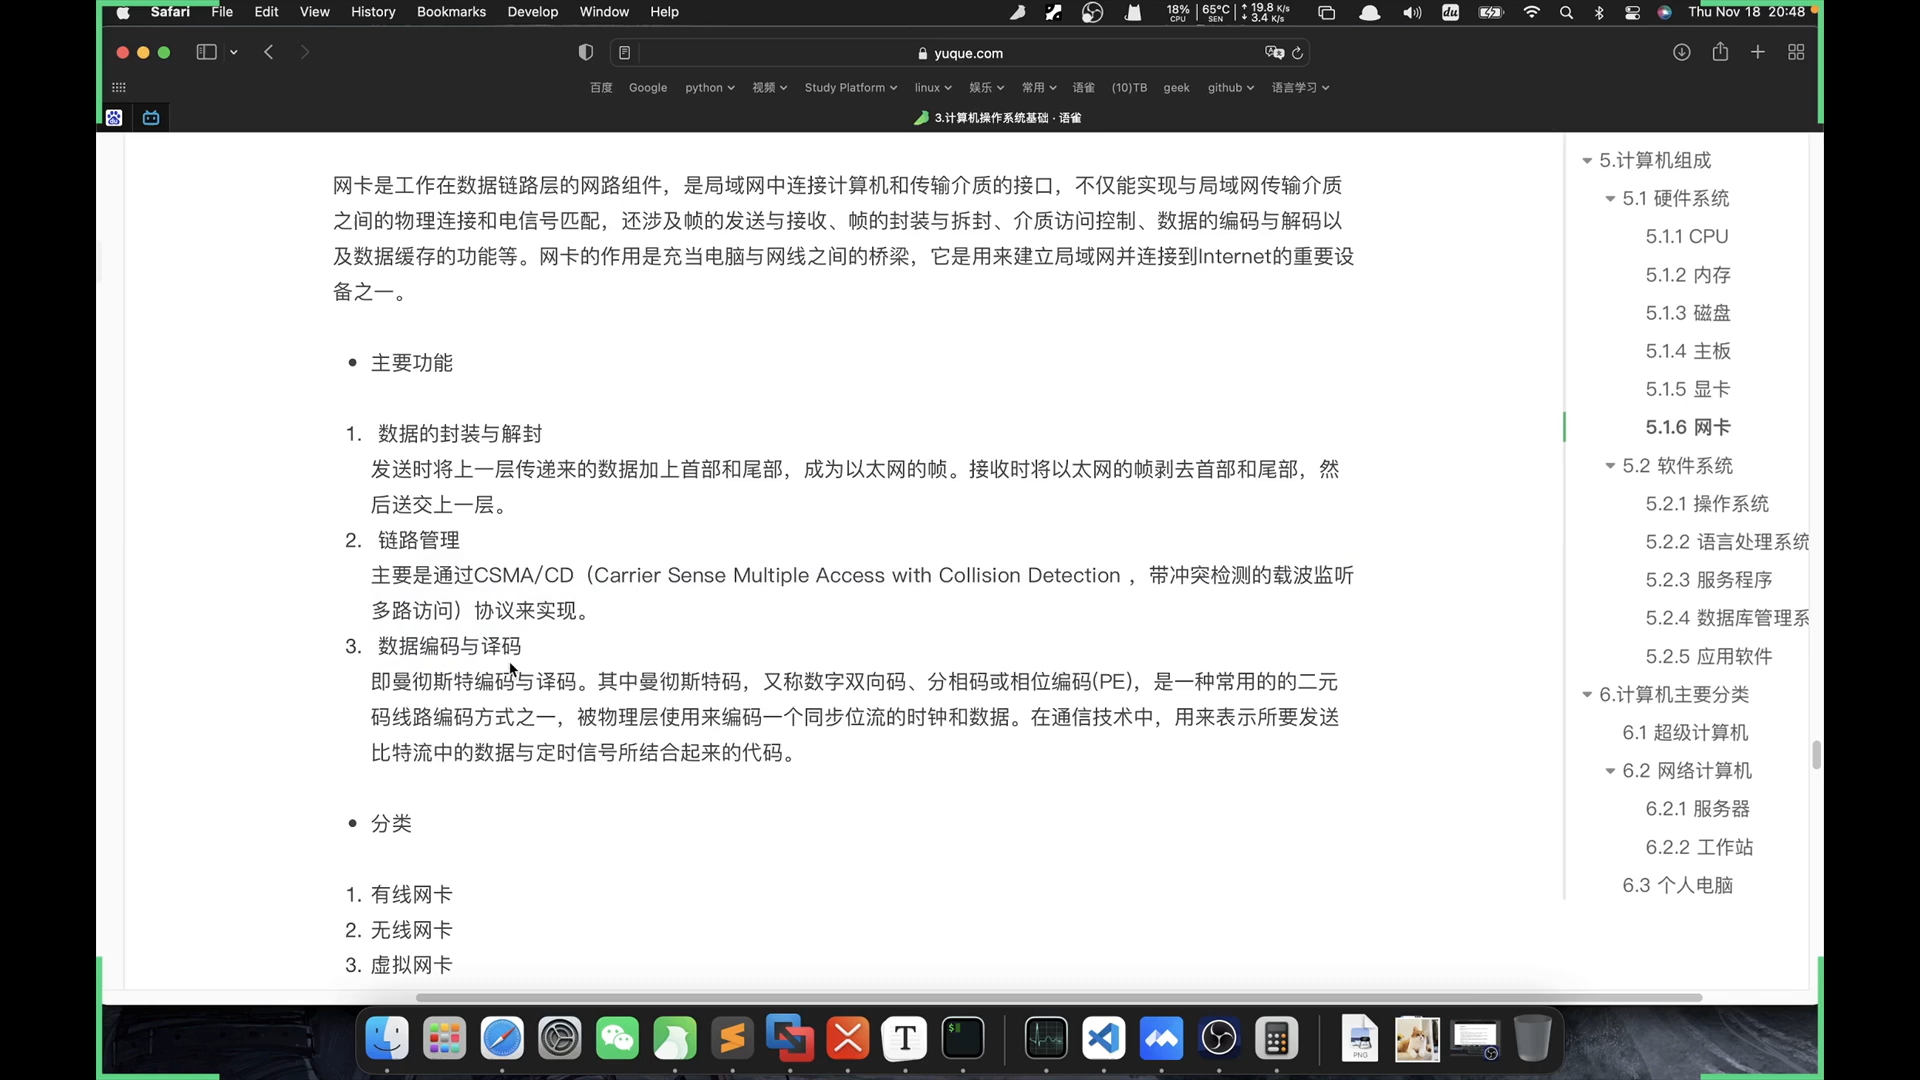 Safari File Edit View History Bookmarks Develop Window Help
18% CPU 65°C SEN 19.8 K/s 3.4 K/s du Thu Nov 18 20:48
yuque.com
百度 Google python 视频 Study Platform linux 娱乐 常用 语雀 (10)TB geek github 语言学习
3.计算机操作系统基础 · 语雀
网卡是工作在数据链路层的网路组件，是局域网中连接计算机和传输介质的接口，不仅能实现与局域网传输介质
之间的物理连接和电信号匹配，还涉及帧的发送与接收、帧的封装与拆封、介质访问控制、数据的编码与解码以
及数据缓存的功能等。网卡的作用是充当电脑与网线之间的桥梁，它是用来建立局域网并连接到Internet的重要设
备之一。
• 主要功能
1. 数据的封装与解封
发送时将上一层传递来的数据加上首部和尾部，成为以太网的帧。接收时将以太网的帧剥去首部和尾部，然
后送交上一层。
2. 链路管理
主要是通过CSMA/CD（Carrier Sense Multiple Access with Collision Detection ，带冲突检测的载波监听
多路访问）协议来实现。
3. 数据编码与译码
即曼彻斯特编码与译码。其中曼彻斯特码，又称数字双向码、分相码或相位编码(PE)，是一种常用的的二元
码线路编码方式之一，被物理层使用来编码一个同步位流的时钟和数据。在通信技术中，用来表示所要发送
比特流中的数据与定时信号所结合起来的代码。
• 分类
1. 有线网卡
2. 无线网卡
3. 虚拟网卡
5.计算机组成
5.1 硬件系统
5.1.1 CPU
5.1.2 内存
5.1.3 磁盘
5.1.4 主板
5.1.5 显卡
5.1.6 网卡
5.2 软件系统
5.2.1 操作系统
5.2.2 语言处理系统
5.2.3 服务程序
5.2.4 数据库管理系
5.2.5 应用软件
6.计算机主要分类
6.1 超级计算机
6.2 网络计算机
6.2.1 服务器
6.2.2 工作站
6.3 个人电脑
T
$
PNG